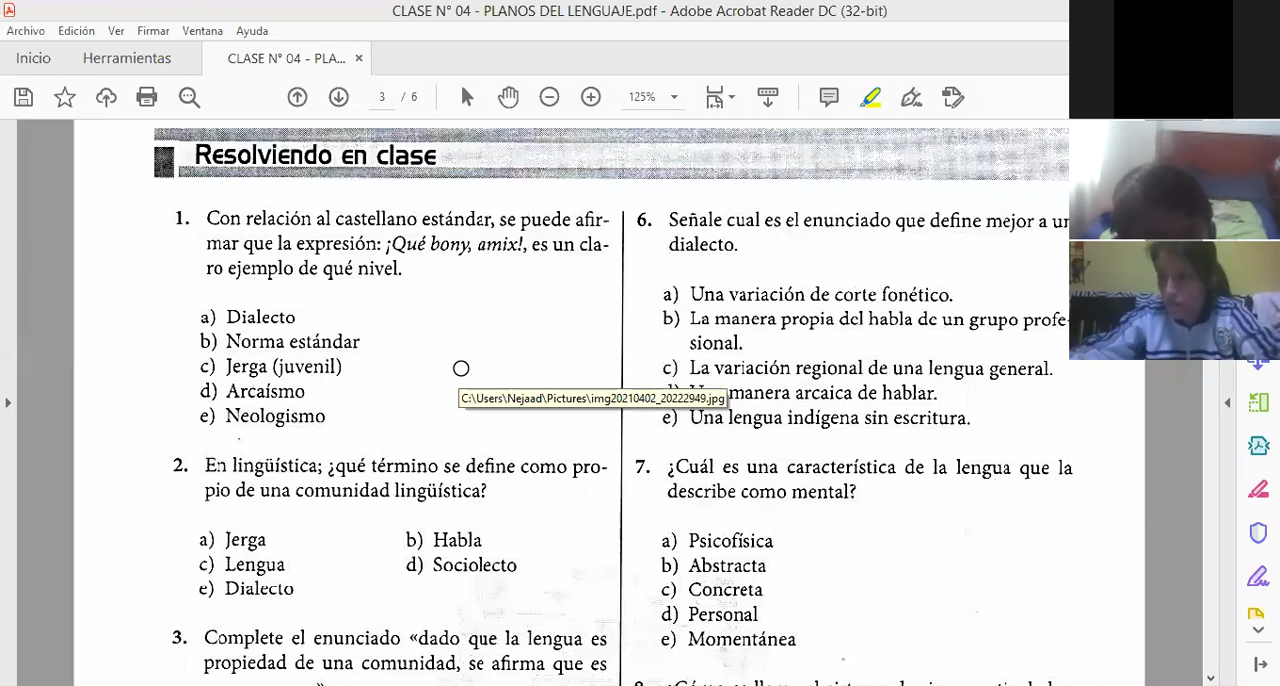 CLASE N° 04 - PLANOS DEL LENGUAJE.pdf - Adobe Acrobat Reader DC (32-bit)
Archivo Edición Ver Firmar Ventana Ayuda
Inicio Herramientas CLASE N° 04 - PLA... ×
3 / 6 125%
Resolviendo en clase
1. Con relación al castellano estándar, se puede afir-
mar que la expresión: ¡Qué bony, amix!, es un cla-
ro ejemplo de qué nivel.
a) Dialecto
b) Norma estándar
c) Jerga (juvenil)
d) Arcaísmo
e) Neologismo
C:\Users\Nejaad\Pictures\img20210402_20222949.jpg
2. En lingüística; ¿qué término se define como pro-
pio de una comunidad lingüística?
a) Jerga b) Habla
c) Lengua d) Sociolecto
e) Dialecto
3. Complete el enunciado «dado que la lengua es
propiedad de una comunidad, se afirma que es
6. Señale cual es el enunciado que define mejor a un
dialecto.
a) Una variación de corte fonético.
b) La manera propia del habla de un grupo profe-
sional.
c) La variación regional de una lengua general.
manera arcaica de hablar.
e) Una lengua indígena sin escritura.
7. ¿Cuál es una característica de la lengua que la
describe como mental?
a) Psicofísica
b) Abstracta
c) Concreta
d) Personal
e) Momentánea